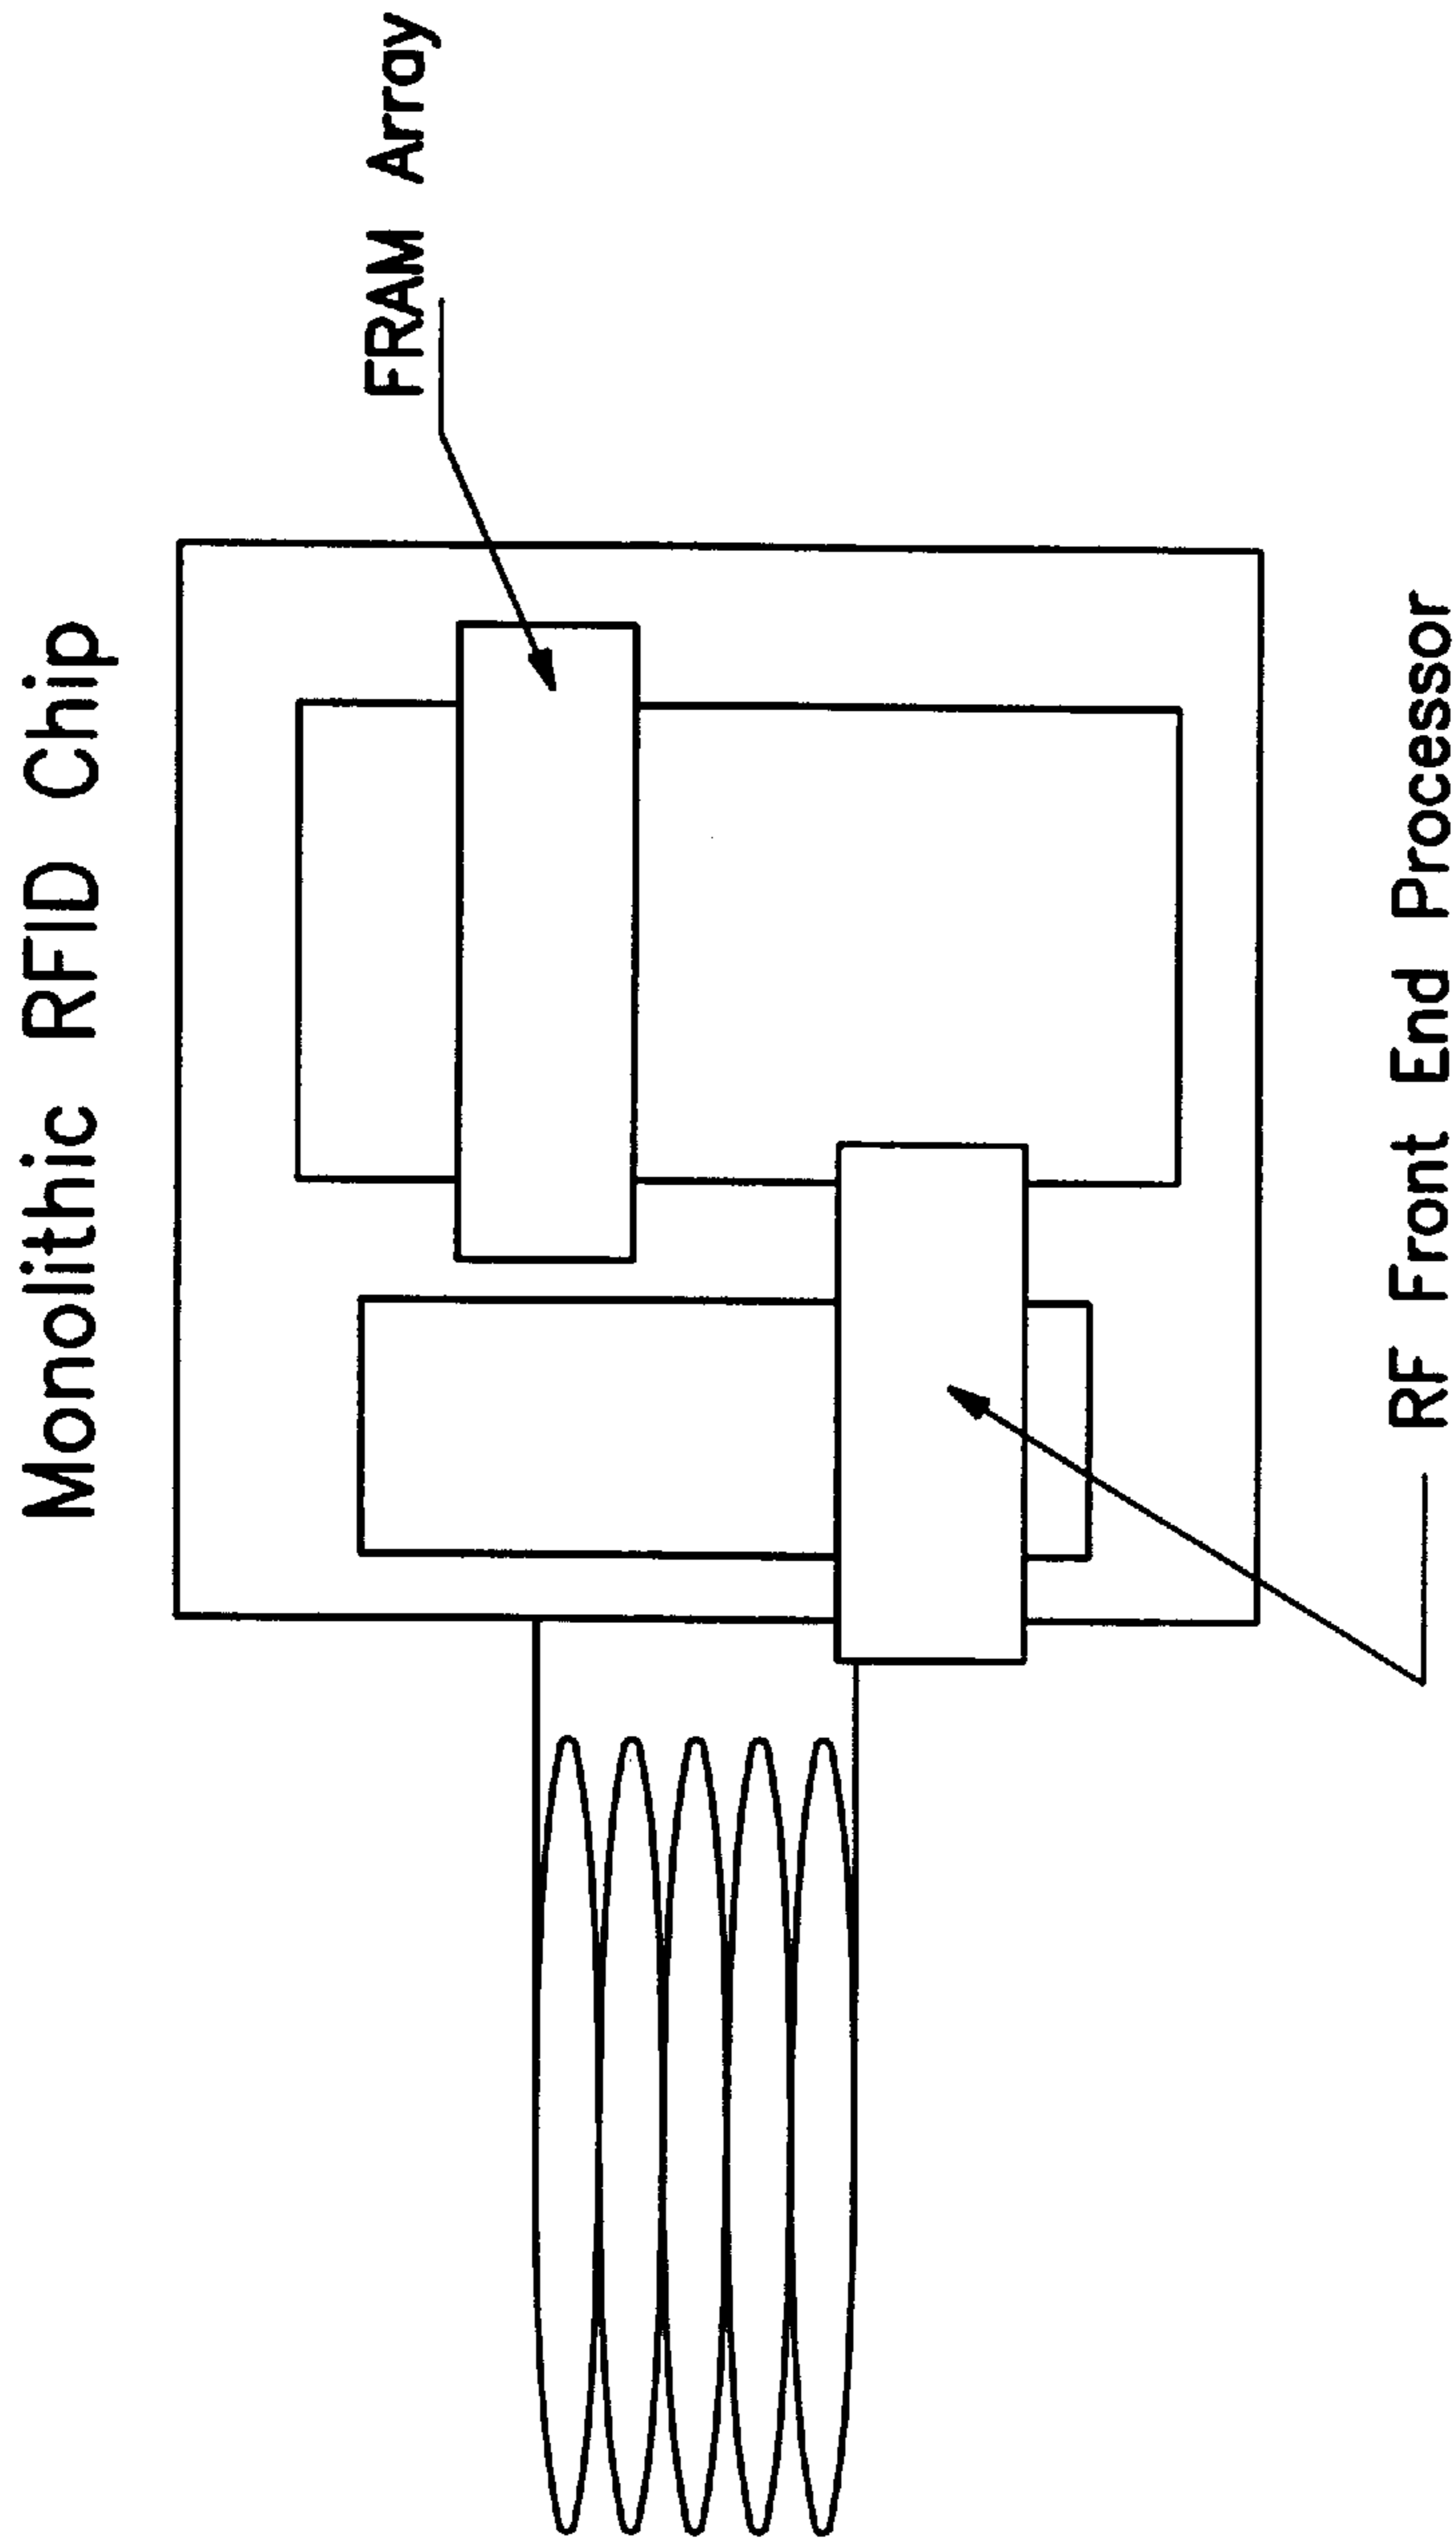 Monolithic RFID Chip
FRAM Array
RF Front End Processor